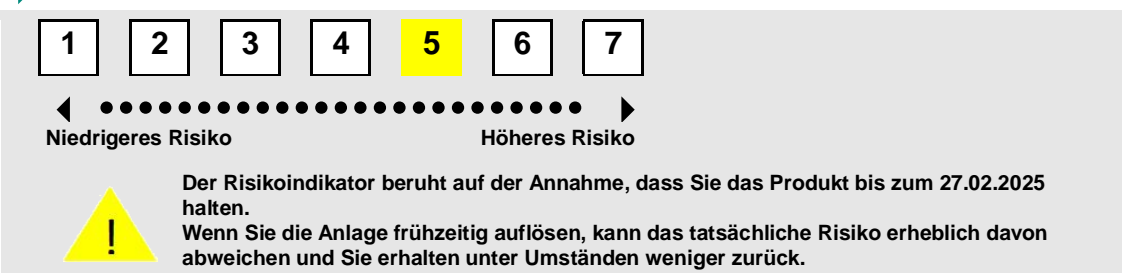 1 2 3 4 5 6 7
Niedrigeres Risiko Höheres Risiko
Der Risikoindikator beruht auf der Annahme, dass Sie das Produkt bis zum 27.02.2025
halten.
Wenn Sie die Anlage frühzeitig auflösen, kann das tatsächliche Risiko erheblich davon
abweichen und Sie erhalten unter Umständen weniger zurück.
!